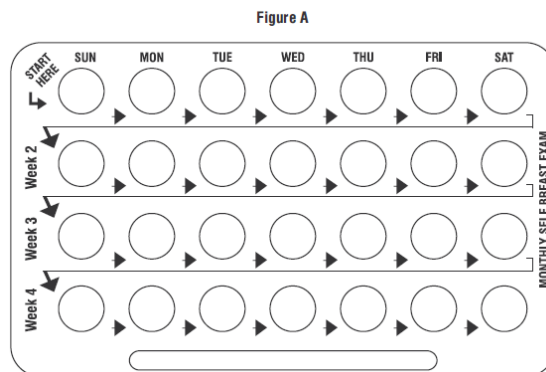 Figure A
START
HERE
SUN MON TUE WED THU FRI SAT
Week 2
Week 3
Week 4
MONTHLY SELF BREAST EXAM